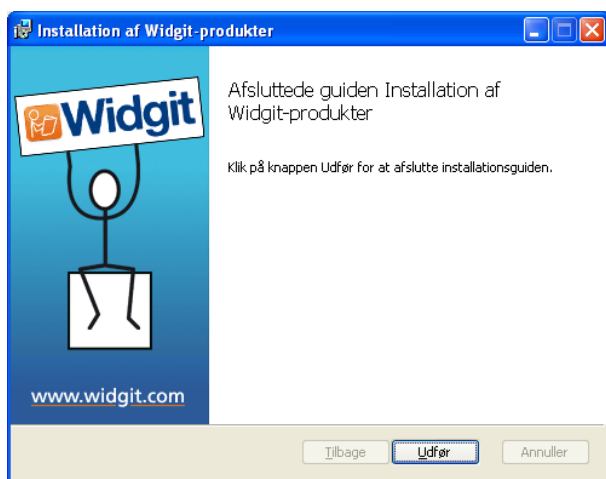 Installation af Widgit-produkter
Widgit
Afsluttede guiden Installation af
Widgit-produkter
Klik på knappen Udfør for at afslutte installationsguiden.
www.widgit.com
Tilbage
Udfør
Annuller